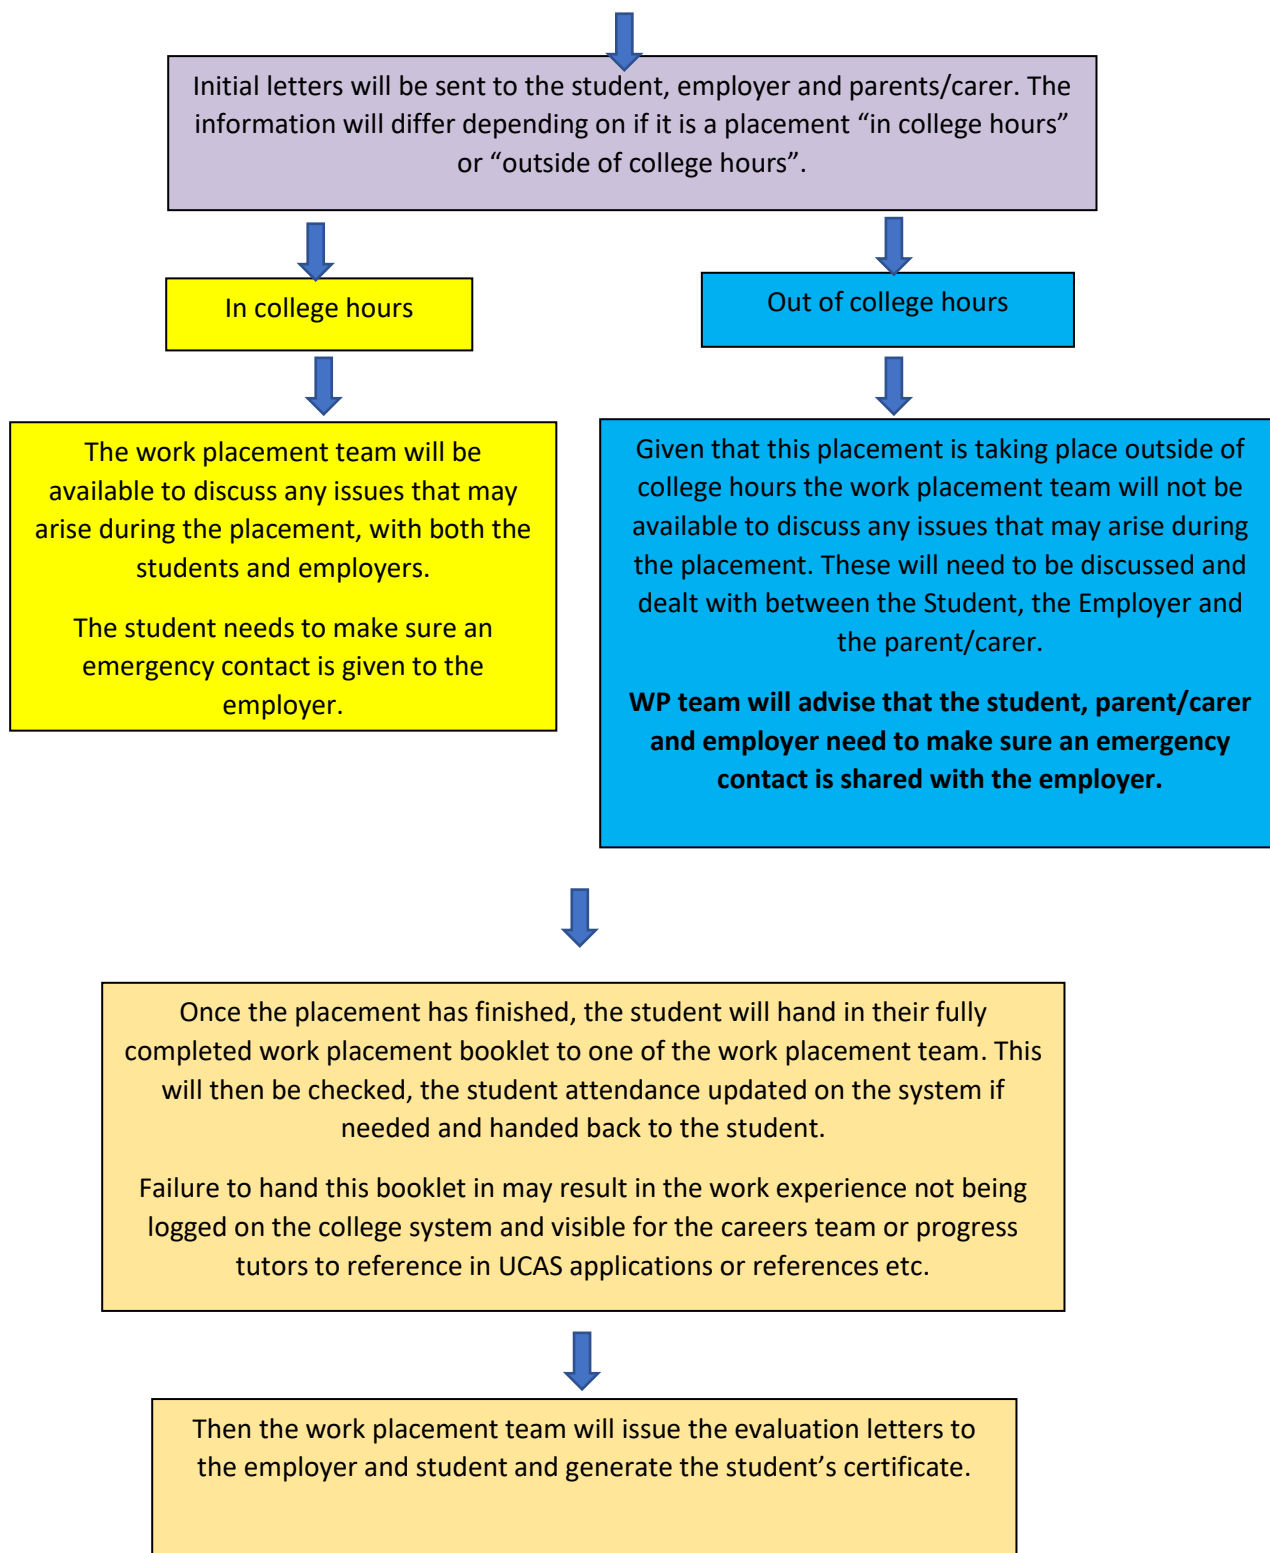 Initial letters will be sent to the student, employer and parents/carer. The
information will differ depending on if it is a placement “in college hours”
or “outside of college hours”.
In college hours
Out of college hours
The work placement team will be
available to discuss any issues that may
arise during the placement, with both the
students and employers.
The student needs to make sure an
emergency contact is given to the
employer.
Given that this placement is taking place outside of
college hours the work placement team will not be
available to discuss any issues that may arise during
the placement. These will need to be discussed and
dealt with between the Student, the Employer and
the parent/carer.
WP team will advise that the student, parent/carer
and employer need to make sure an emergency
contact is shared with the employer.
Once the placement has finished, the student will hand in their fully
completed work placement booklet to one of the work placement team. This
will then be checked, the student attendance updated on the system if
needed and handed back to the student.
Failure to hand this booklet in may result in the work experience not being
logged on the college system and visible for the careers team or progress
tutors to reference in UCAS applications or references etc.
Then the work placement team will issue the evaluation letters to
the employer and student and generate the student’s certificate.